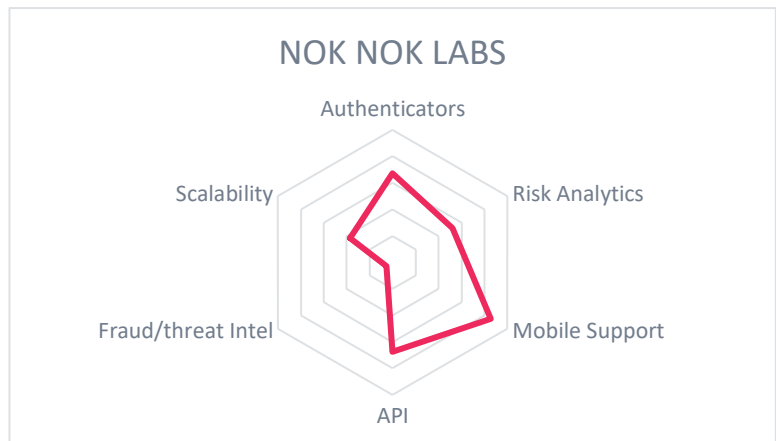 NOK NOK LABS
Authenticators
Scalability
Risk Analytics
Fraud/threat Intel
Mobile Support
API